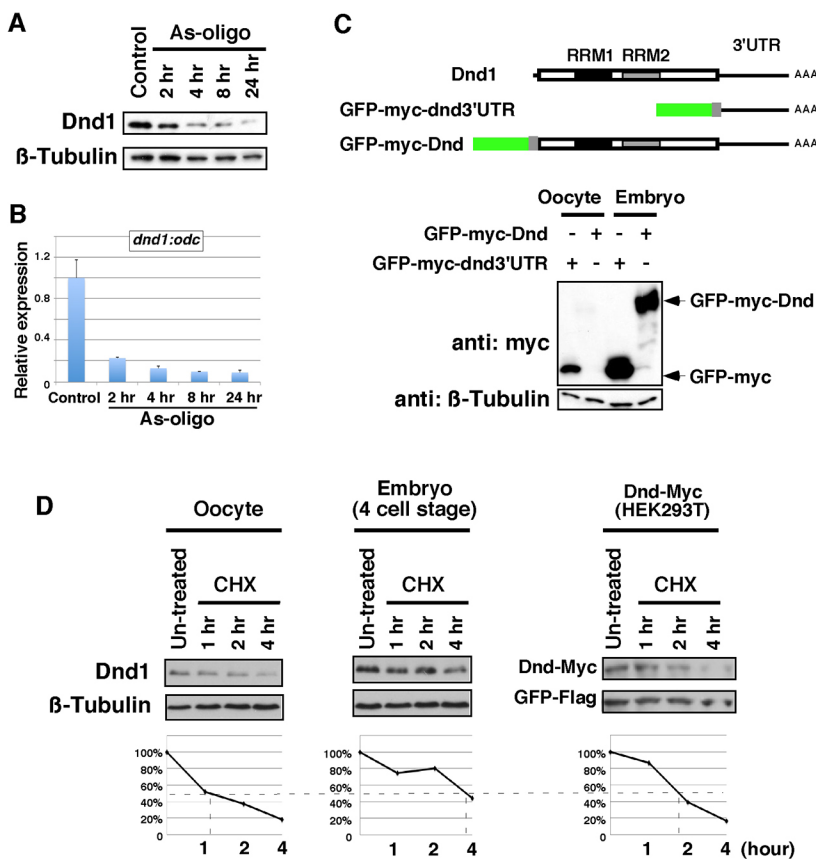 A
As-oligo
Control
2 hr
4 hr
8 hr
24 hr
Dnd1
ß-Tubulin
B
dnd1:odc
Relative expression
1.2
0.8
0.4
0
Control 2 hr 4 hr 8 hr 24 hr
As-oligo
C
3'UTR
RRM1 RRM2
Dnd1
AAA
GFP-myc-dnd3'UTR
AAA
GFP-myc-Dnd
AAA
Oocyte Embryo
GFP-myc-Dnd - + - +
GFP-myc-dnd3'UTR + - + -
GFP-myc-Dnd
anti: myc
GFP-myc
anti: ß-Tubulin
D
Oocyte
Un-treated
CHX
1 hr
2 hr
4 hr
Dnd1
ß-Tubulin
100%
80%
60%
40%
20%
0
1 2 4
Embryo
(4 cell stage)
Un-treated
CHX
1 hr
2 hr
4 hr
100%
80%
60%
40%
20%
0
1 2 4
Dnd-Myc
(HEK293T)
Un-treated
CHX
1 hr
2 hr
4 hr
Dnd-Myc
GFP-Flag
100%
80%
60%
40%
20%
0
1 2 4 (hour)